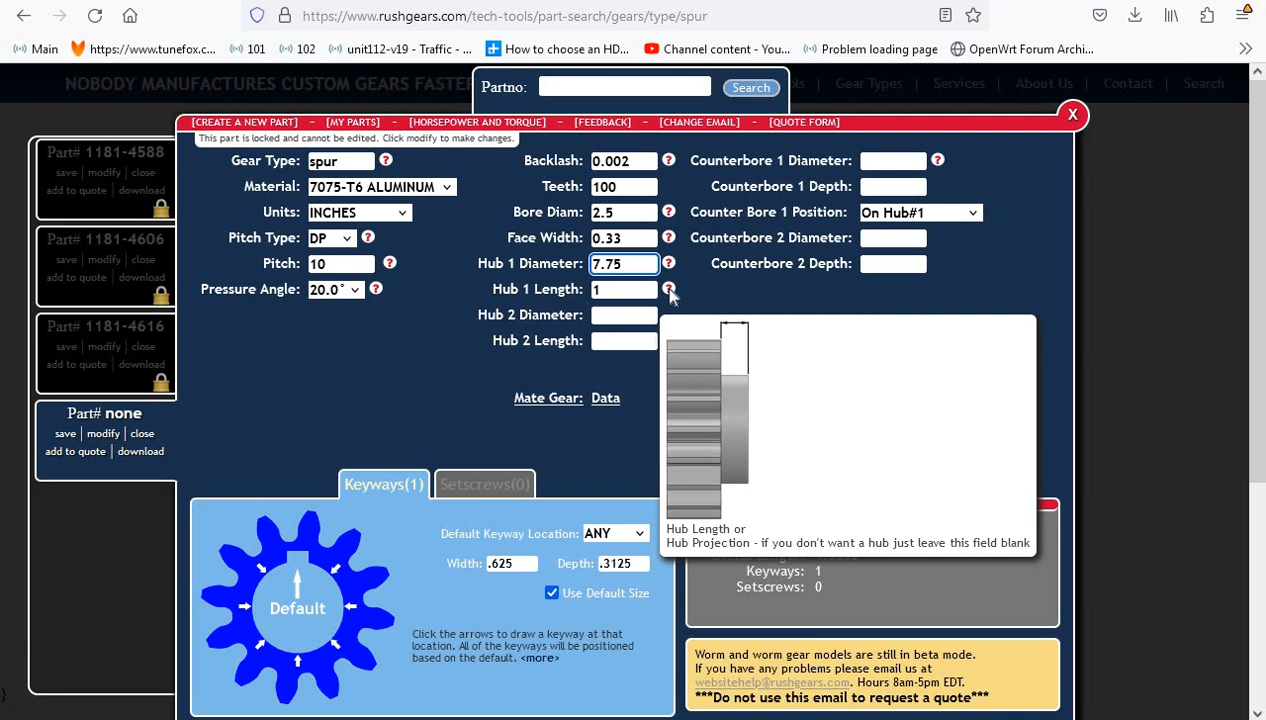 https://www.rushgears.com/tech-tools/part-search/gears/type/spur
Main
https://www.tunefox.c...
101
102
unit112-v19 - Traffic - ...
How to choose an HD...
Channel content - You...
Problem loading page
OpenWrt Forum Archi...
NOBODY MANUFACTURES CUSTOM GEARS FASTER
Gear Types
Services
About Us
Contact
Search
Partno:
Search
[CREATE A NEW PART] – [MY PARTS] – [HORSEPOWER AND TORQUE] – [FEEDBACK] – [CHANGE EMAIL] – [QUOTE FORM]
X
This part is locked and cannot be edited. Click modify to make changes.
Part# 1181-4588
save | modify | close
add to quote | download
Part# 1181-4606
save | modify | close
add to quote | download
Part# 1181-4616
save | modify | close
add to quote | download
Part# none
save | modify | close
add to quote | download
Gear Type: spur ?
Material: 7075-T6 ALUMINUM
Units: INCHES
Pitch Type: DP ?
Pitch: 10 ?
Pressure Angle: 20.0° ?
Backlash: 0.002 ?
Teeth: 100
Bore Diam: 2.5 ?
Face Width: 0.33 ?
Hub 1 Diameter: 7.75 ?
Hub 1 Length: 1 ?
Hub 2 Diameter:
Hub 2 Length:
Mate Gear: Data
Counterbore 1 Diameter: ?
Counterbore 1 Depth:
Counter Bore 1 Position: On Hub#1
Counterbore 2 Diameter:
Counterbore 2 Depth:
Hub Length or
Hub Projection - if you don't want a hub just leave this field blank
Keyways(1)
Setscrews(0)
Default
Default Keyway Location: ANY
Width: .625 Depth: .3125
Use Default Size
Click the arrows to draw a keyway at that
location. All of the keyways will be positioned
based on the default. <more>
Keyways: 1
Setscrews: 0
Worm and worm gear models are still in beta mode.
If you have any problems please email us at
websitehelp@rushgears.com. Hours 8am-5pm EDT.
***Do not use this email to request a quote***
}